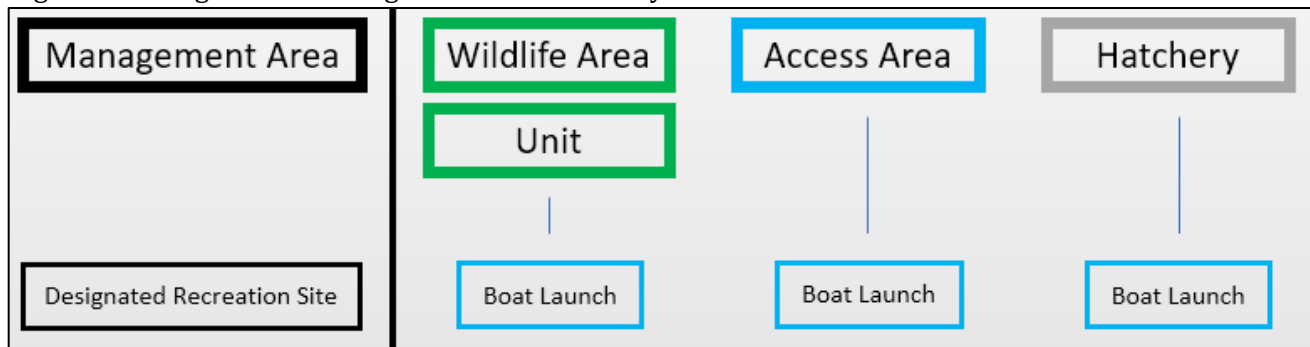 Management Area
Wildlife Area
Access Area
Hatchery
Unit
Designated Recreation Site
Boat Launch
Boat Launch
Boat Launch